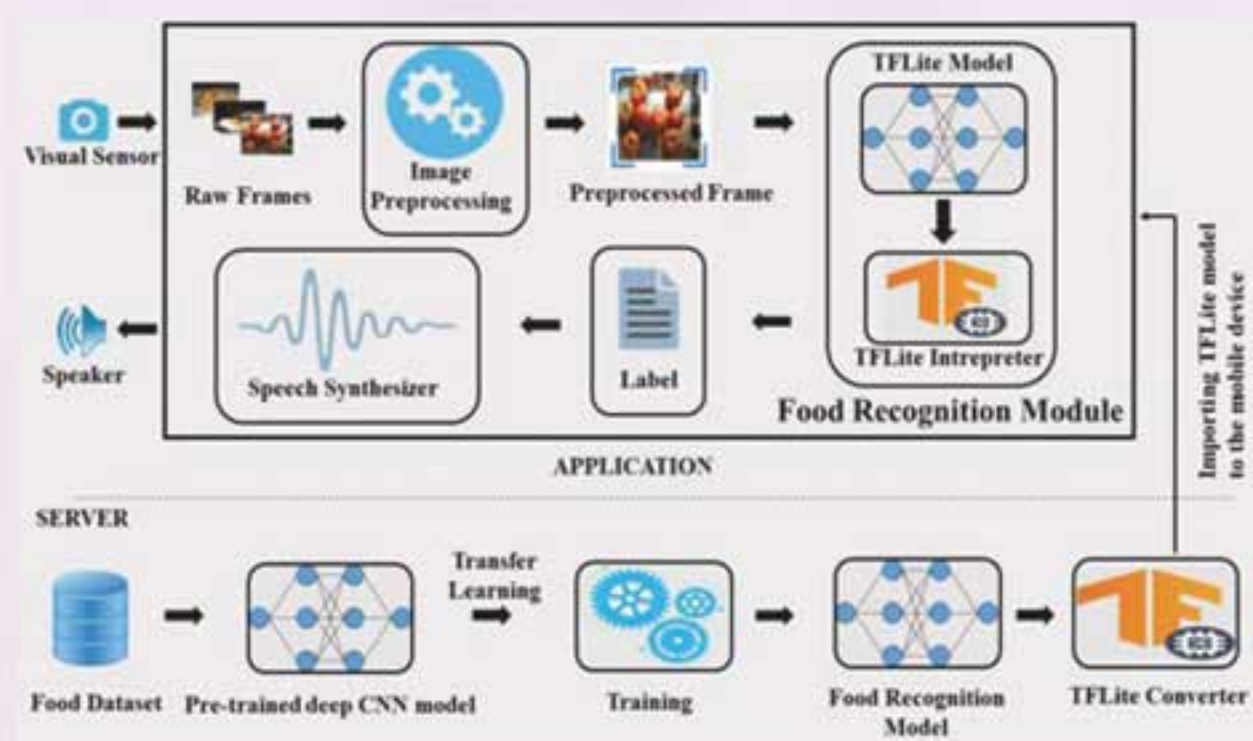 TFLite Model
Visual Sensor
Raw Frames
Image
Preprocessing
Preprocessed Frame
TFLite Intrepreter
Food Recognition Module
Label
Speech Synthesizer
Speaker
APPLICATION
Importing TFLite model
to the mobile device
SERVER
Transfer
Learning
Food Dataset
Pre-trained deep CNN model
Training
Food Recognition
Model
TFLite Converter